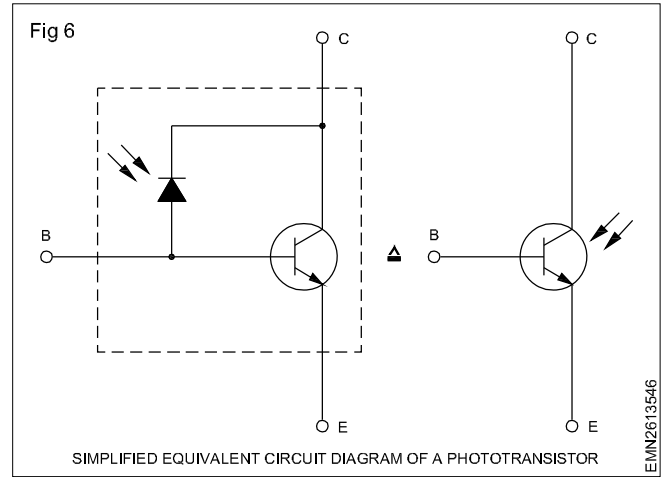 Fig 6
C
C
B
B
E
E
SIMPLIFIED EQUIVALENT CIRCUIT DIAGRAM OF A PHOTOTRANSISTOR
EMN2613546